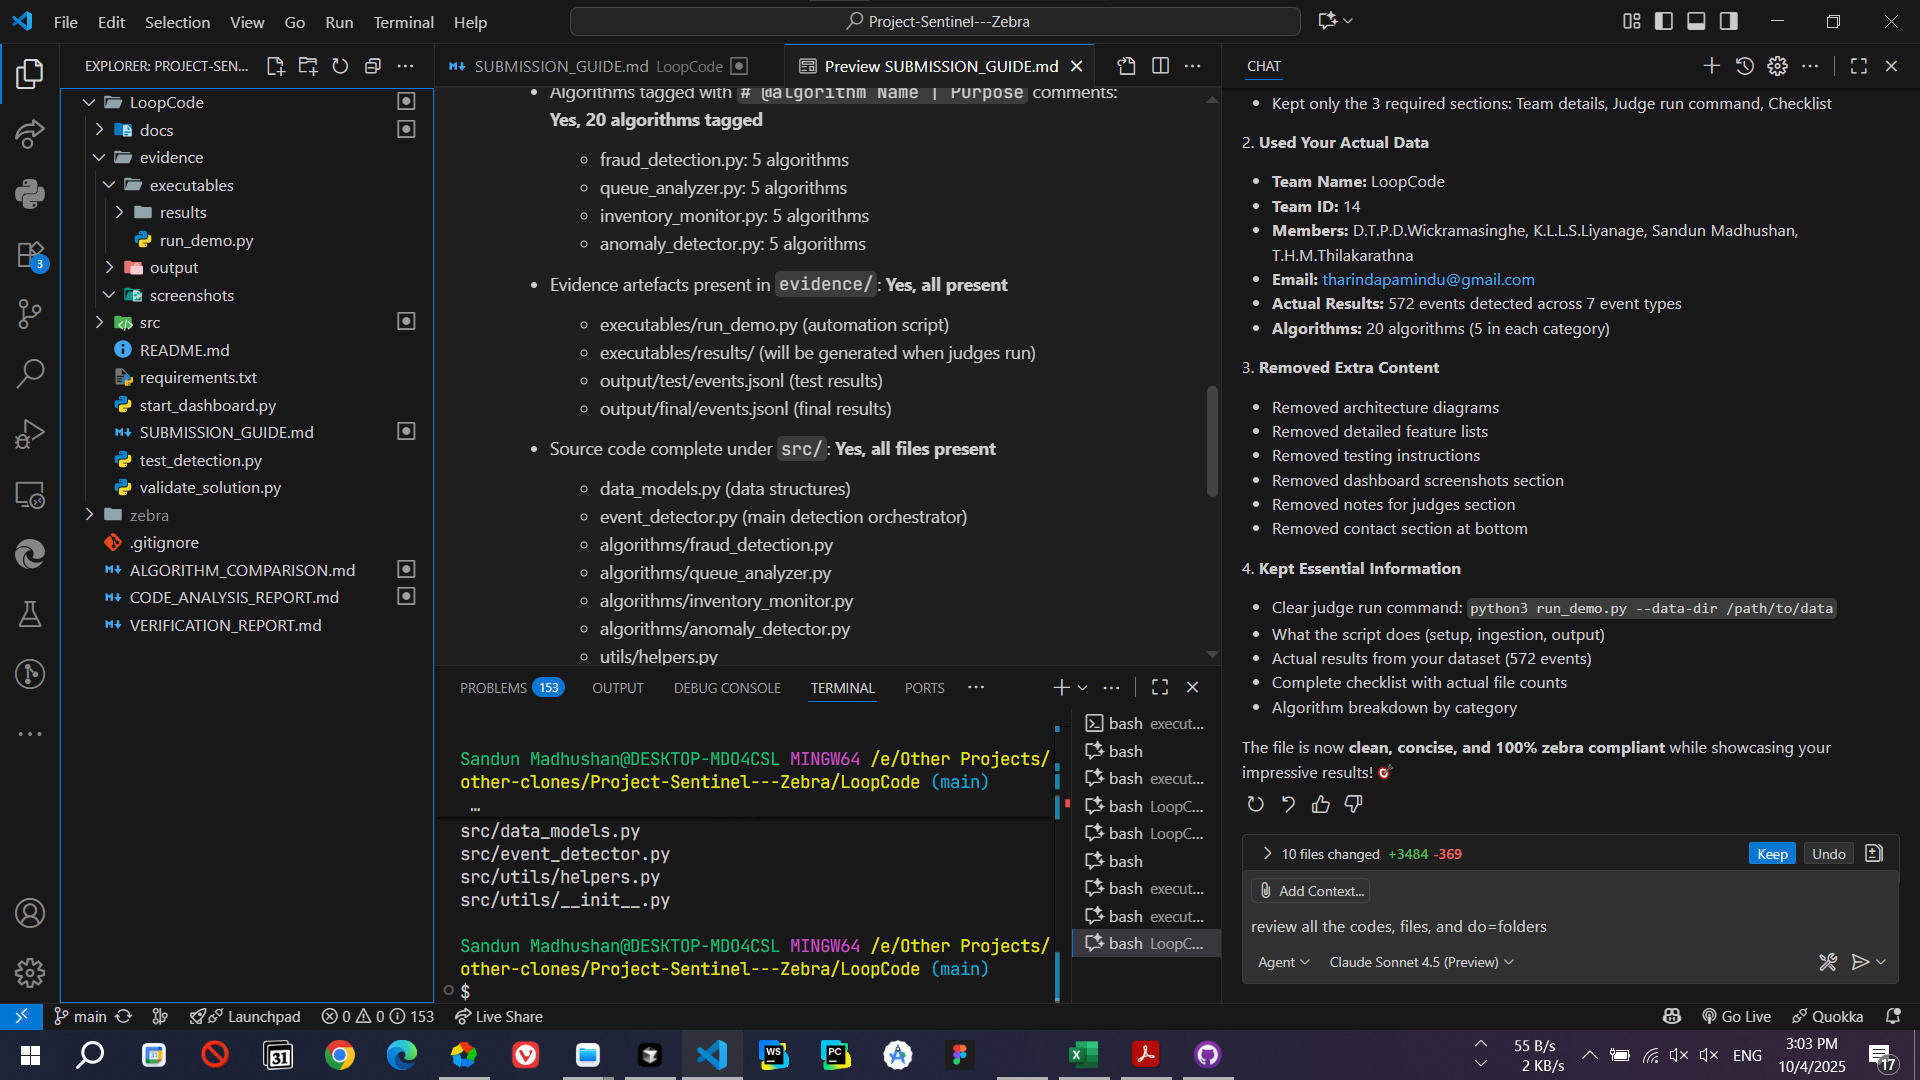 File Edit Selection View Go Run Terminal Help
Project-Sentinel---Zebra
EXPLORER: PROJECT-SEN...
LoopCode
docs
evidence
executables
results
run_demo.py
output
screenshots
src
README.md
requirements.txt
start_dashboard.py
SUBMISSION_GUIDE.md
test_detection.py
validate_solution.py
zebra
.gitignore
ALGORITHM_COMPARISON.md
CODE_ANALYSIS_REPORT.md
VERIFICATION_REPORT.md
3
SUBMISSION_GUIDE.md LoopCode
Preview SUBMISSION_GUIDE.md
• Algorithms tagged with # @algorithm Name | Purpose comments:
Yes, 20 algorithms tagged
fraud_detection.py: 5 algorithms
queue_analyzer.py: 5 algorithms
inventory_monitor.py: 5 algorithms
anomaly_detector.py: 5 algorithms
• Evidence artefacts present in evidence/: Yes, all present
executables/run_demo.py (automation script)
executables/results/ (will be generated when judges run)
output/test/events.jsonl (test results)
output/final/events.jsonl (final results)
• Source code complete under src/: Yes, all files present
data_models.py (data structures)
event_detector.py (main detection orchestrator)
algorithms/fraud_detection.py
algorithms/queue_analyzer.py
algorithms/inventory_monitor.py
algorithms/anomaly_detector.py
utils/helpers.py
PROBLEMS 153 OUTPUT DEBUG CONSOLE TERMINAL PORTS ...
Sandun Madhushan@DESKTOP-MDO4CSL MINGW64 /e/Other Projects/
other-clones/Project-Sentinel---Zebra/LoopCode (main)
…
src/data_models.py
src/event_detector.py
src/utils/helpers.py
src/utils/__init__.py
Sandun Madhushan@DESKTOP-MDO4CSL MINGW64 /e/Other Projects/
other-clones/Project-Sentinel---Zebra/LoopCode (main)
$
bash execut...
bash
bash execut...
bash LoopC...
bash LoopC...
bash
bash execut...
bash execut...
bash LoopC...
CHAT
• Kept only the 3 required sections: Team details, Judge run command, Checklist
2. Used Your Actual Data
• Team Name: LoopCode
• Team ID: 14
• Members: D.T.P.D.Wickramasinghe, K.L.L.S.Liyanage, Sandun Madhushan,
T.H.M.Thilakarathna
• Email: tharindapamindu@gmail.com
• Actual Results: 572 events detected across 7 event types
• Algorithms: 20 algorithms (5 in each category)
3. Removed Extra Content
• Removed architecture diagrams
• Removed detailed feature lists
• Removed testing instructions
• Removed dashboard screenshots section
• Removed notes for judges section
• Removed contact section at bottom
4. Kept Essential Information
• Clear judge run command: python3 run_demo.py --data-dir /path/to/data
• What the script does (setup, ingestion, output)
• Actual results from your dataset (572 events)
• Complete checklist with actual file counts
• Algorithm breakdown by category
The file is now clean, concise, and 100% zebra compliant while showcasing your
impressive results! 🎯
10 files changed +3484 -369 Keep Undo
Add Context...
review all the codes, files, and do=folders
Agent Claude Sonnet 4.5 (Preview)
main Launchpad 0 0 153 Live Share Go Live Quokka
31 WS PC
55 B/s
2 KB/s
ENG
3:03 PM
10/4/2025
17